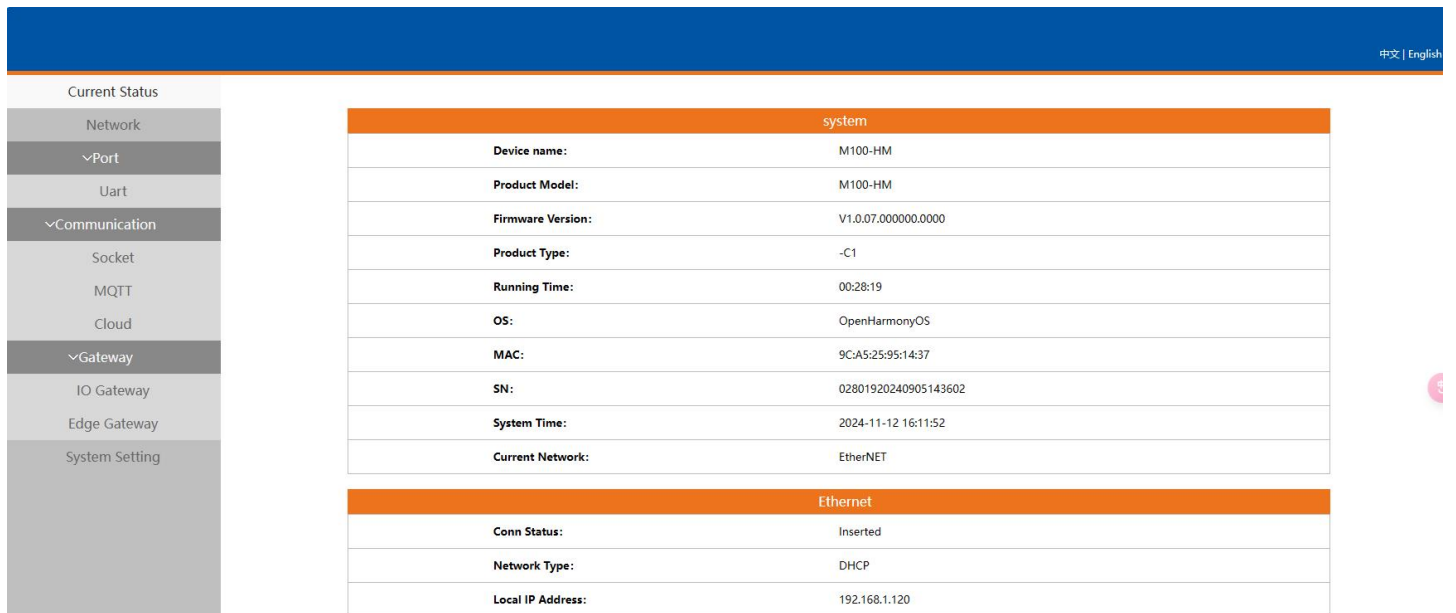 中文 | English
Current Status
Network
Port
Uart
Communication
Socket
MQTT
Cloud
Gateway
IO Gateway
Edge Gateway
System Setting
system
Device name: M100-HM
Product Model: M100-HM
Firmware Version: V1.0.07.000000.0000
Product Type: -C1
Running Time: 00:28:19
OS: OpenHarmonyOS
MAC: 9C:A5:25:95:14:37
SN: 02801920240905143602
System Time: 2024-11-12 16:11:52
Current Network: EtherNET
Ethernet
Conn Status: Inserted
Network Type: DHCP
Local IP Address: 192.168.1.120